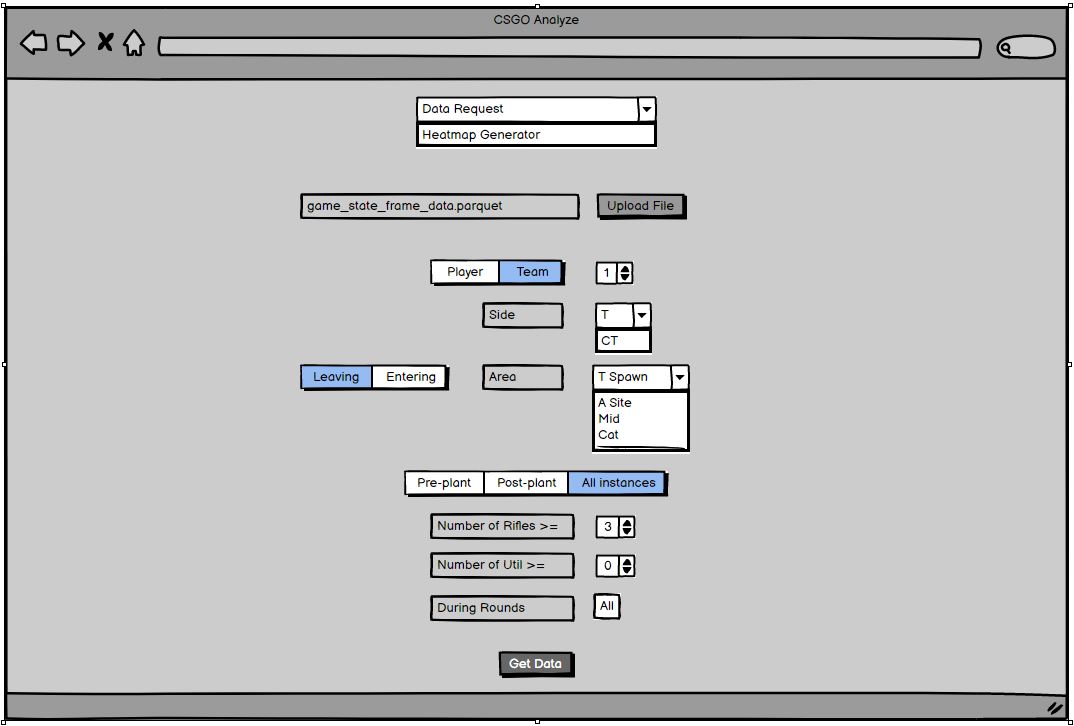 CSGO Analyze
Data Request
Heatmap Generator
game_state_frame_data.parquet Upload File
Player Team 1
Side T
CT
Leaving Entering Area T Spawn
A Site
Mid
Cat
Pre-plant Post-plant All instances
Number of Rifles >= 3
Number of Util >= 0
During Rounds All
Get Data